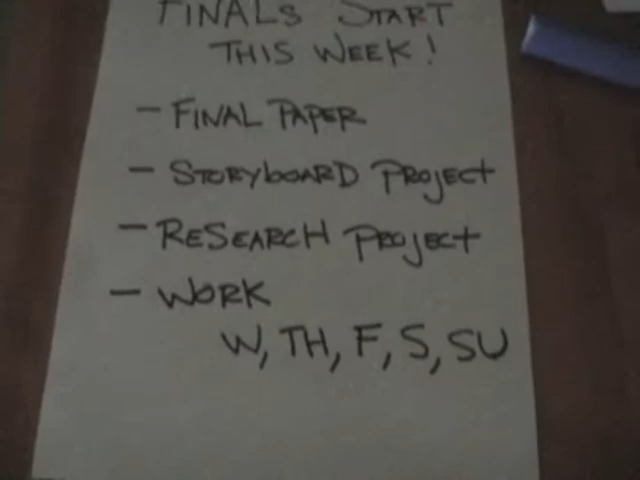 FINALS START
THIS WEEK!
- FINAL PAPER
- STORYBOARD PROJECT
- RESEARCH PROJECT
- WORK
W, TH, F, S, SU